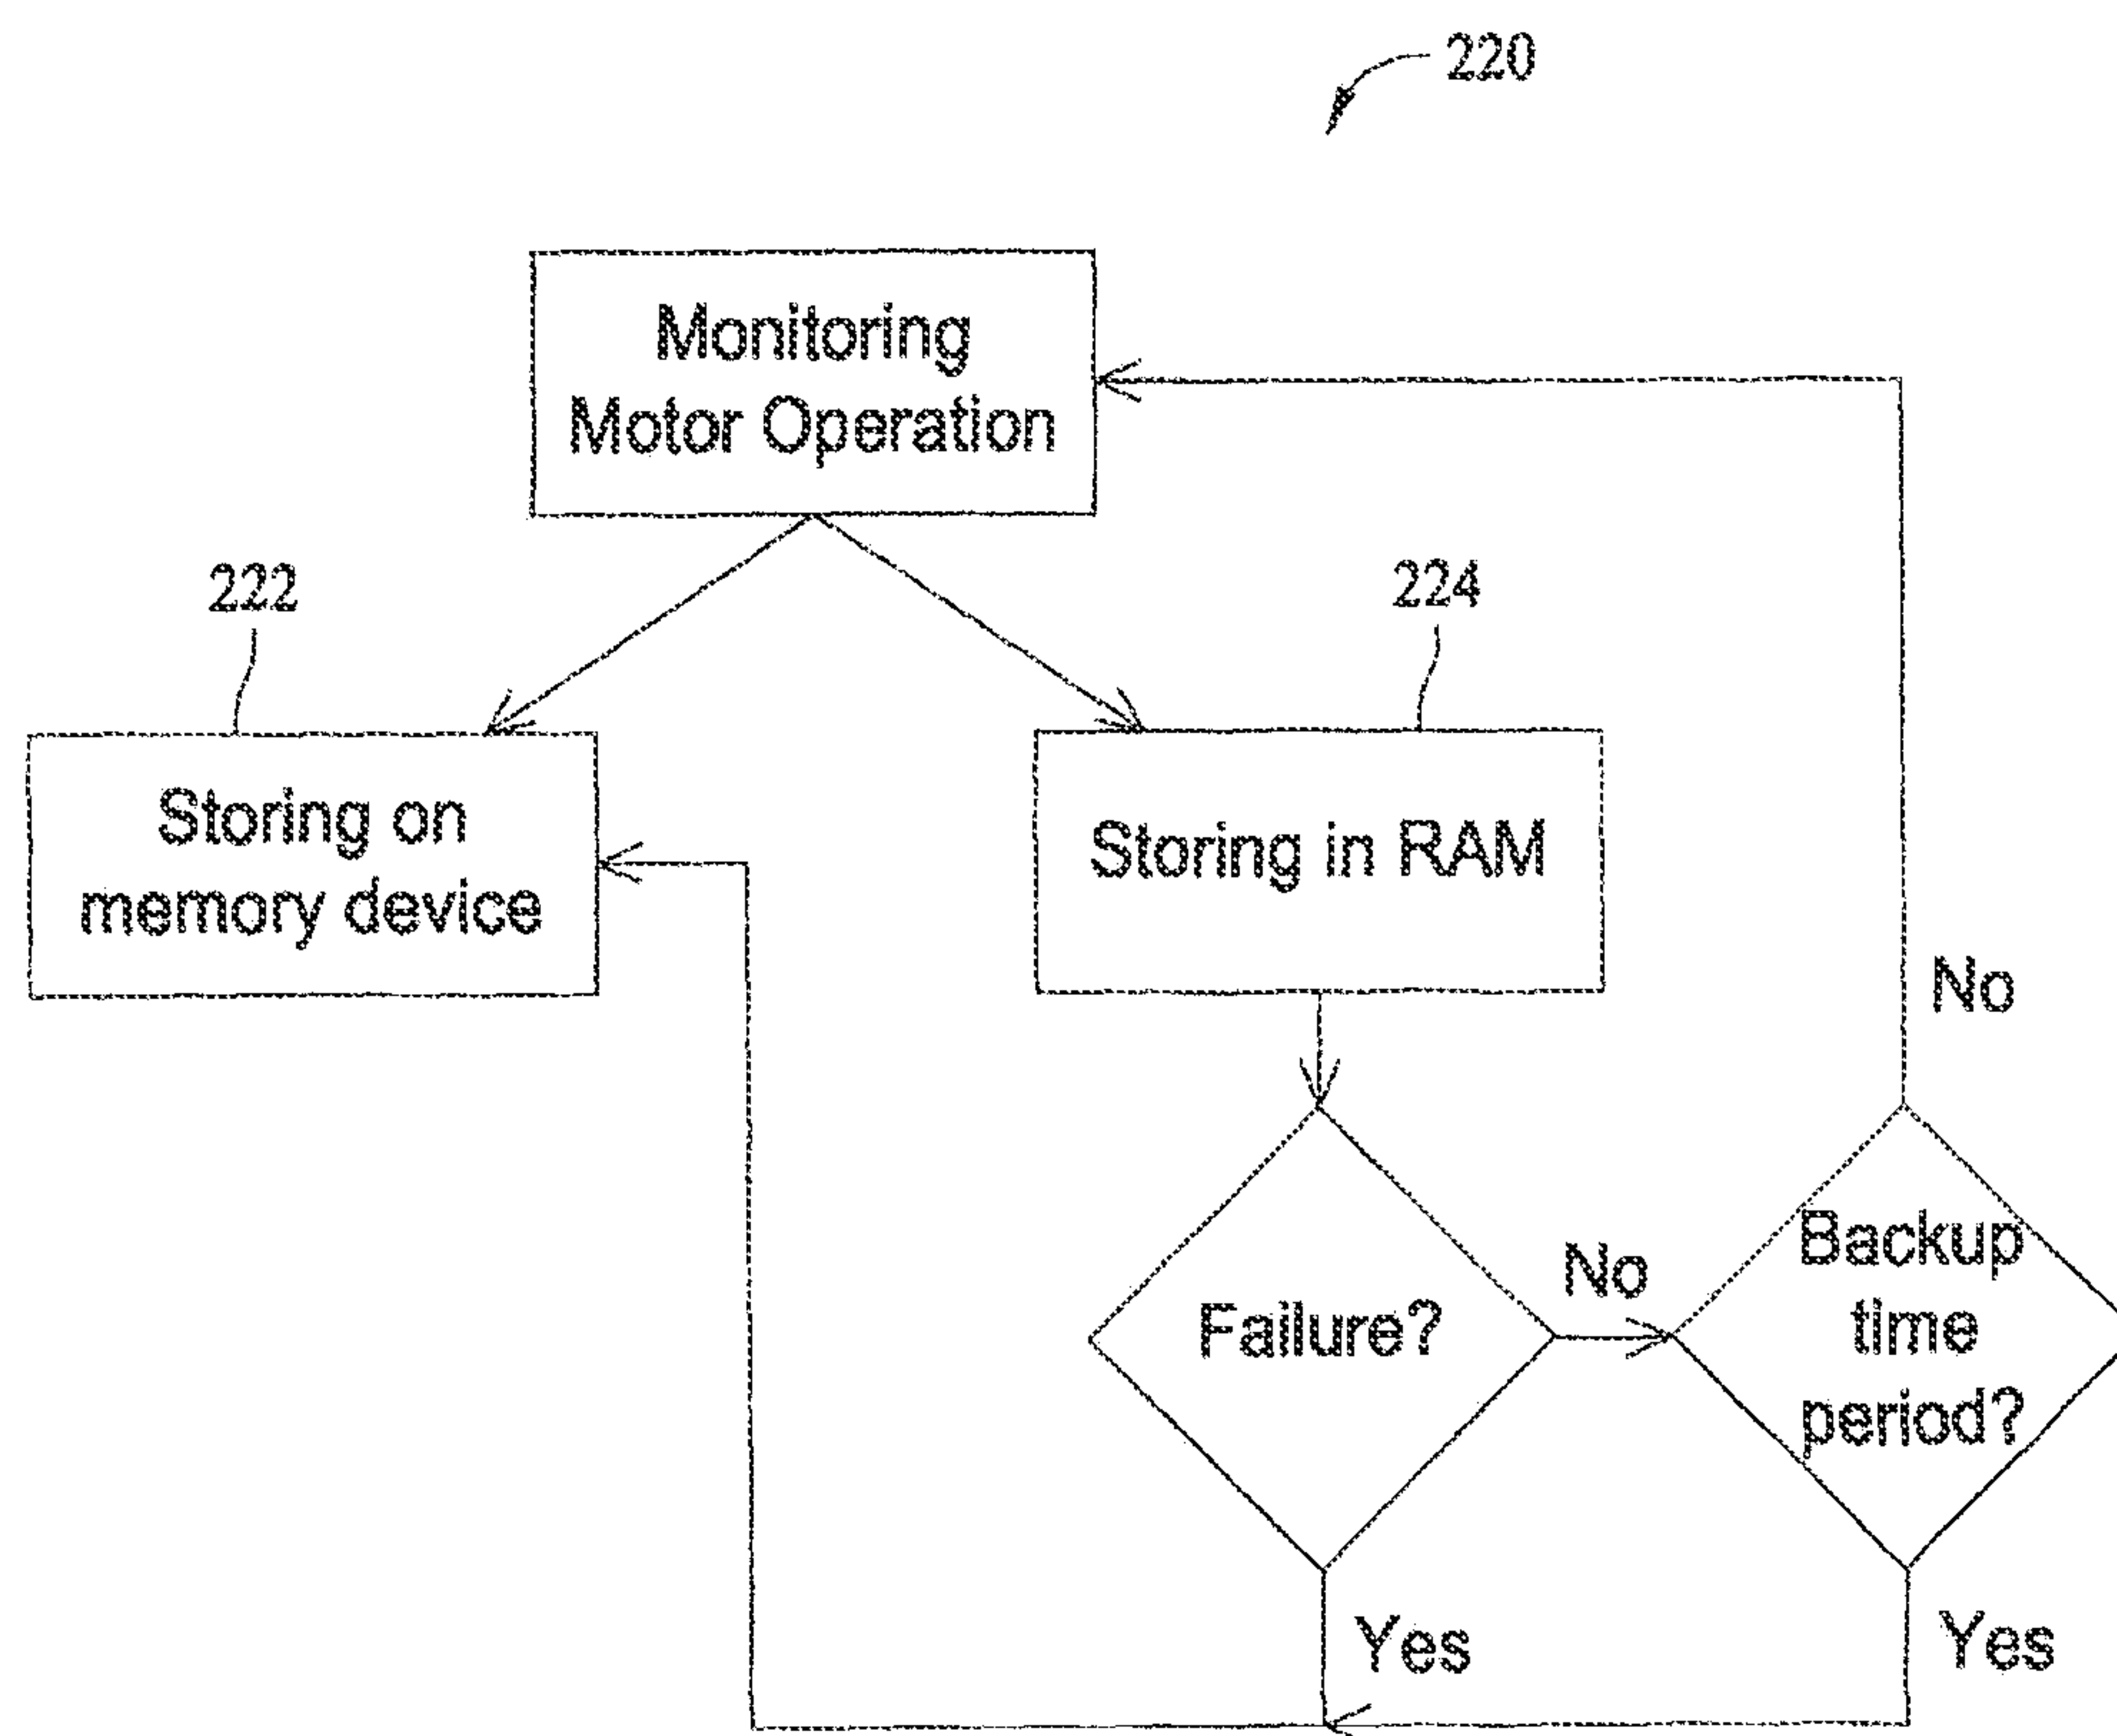 220
Monitoring
Motor Operation
222
224
Storing on
memory device
Storing in RAM
No
Failure?
No
Backup
time
period?
Yes
Yes